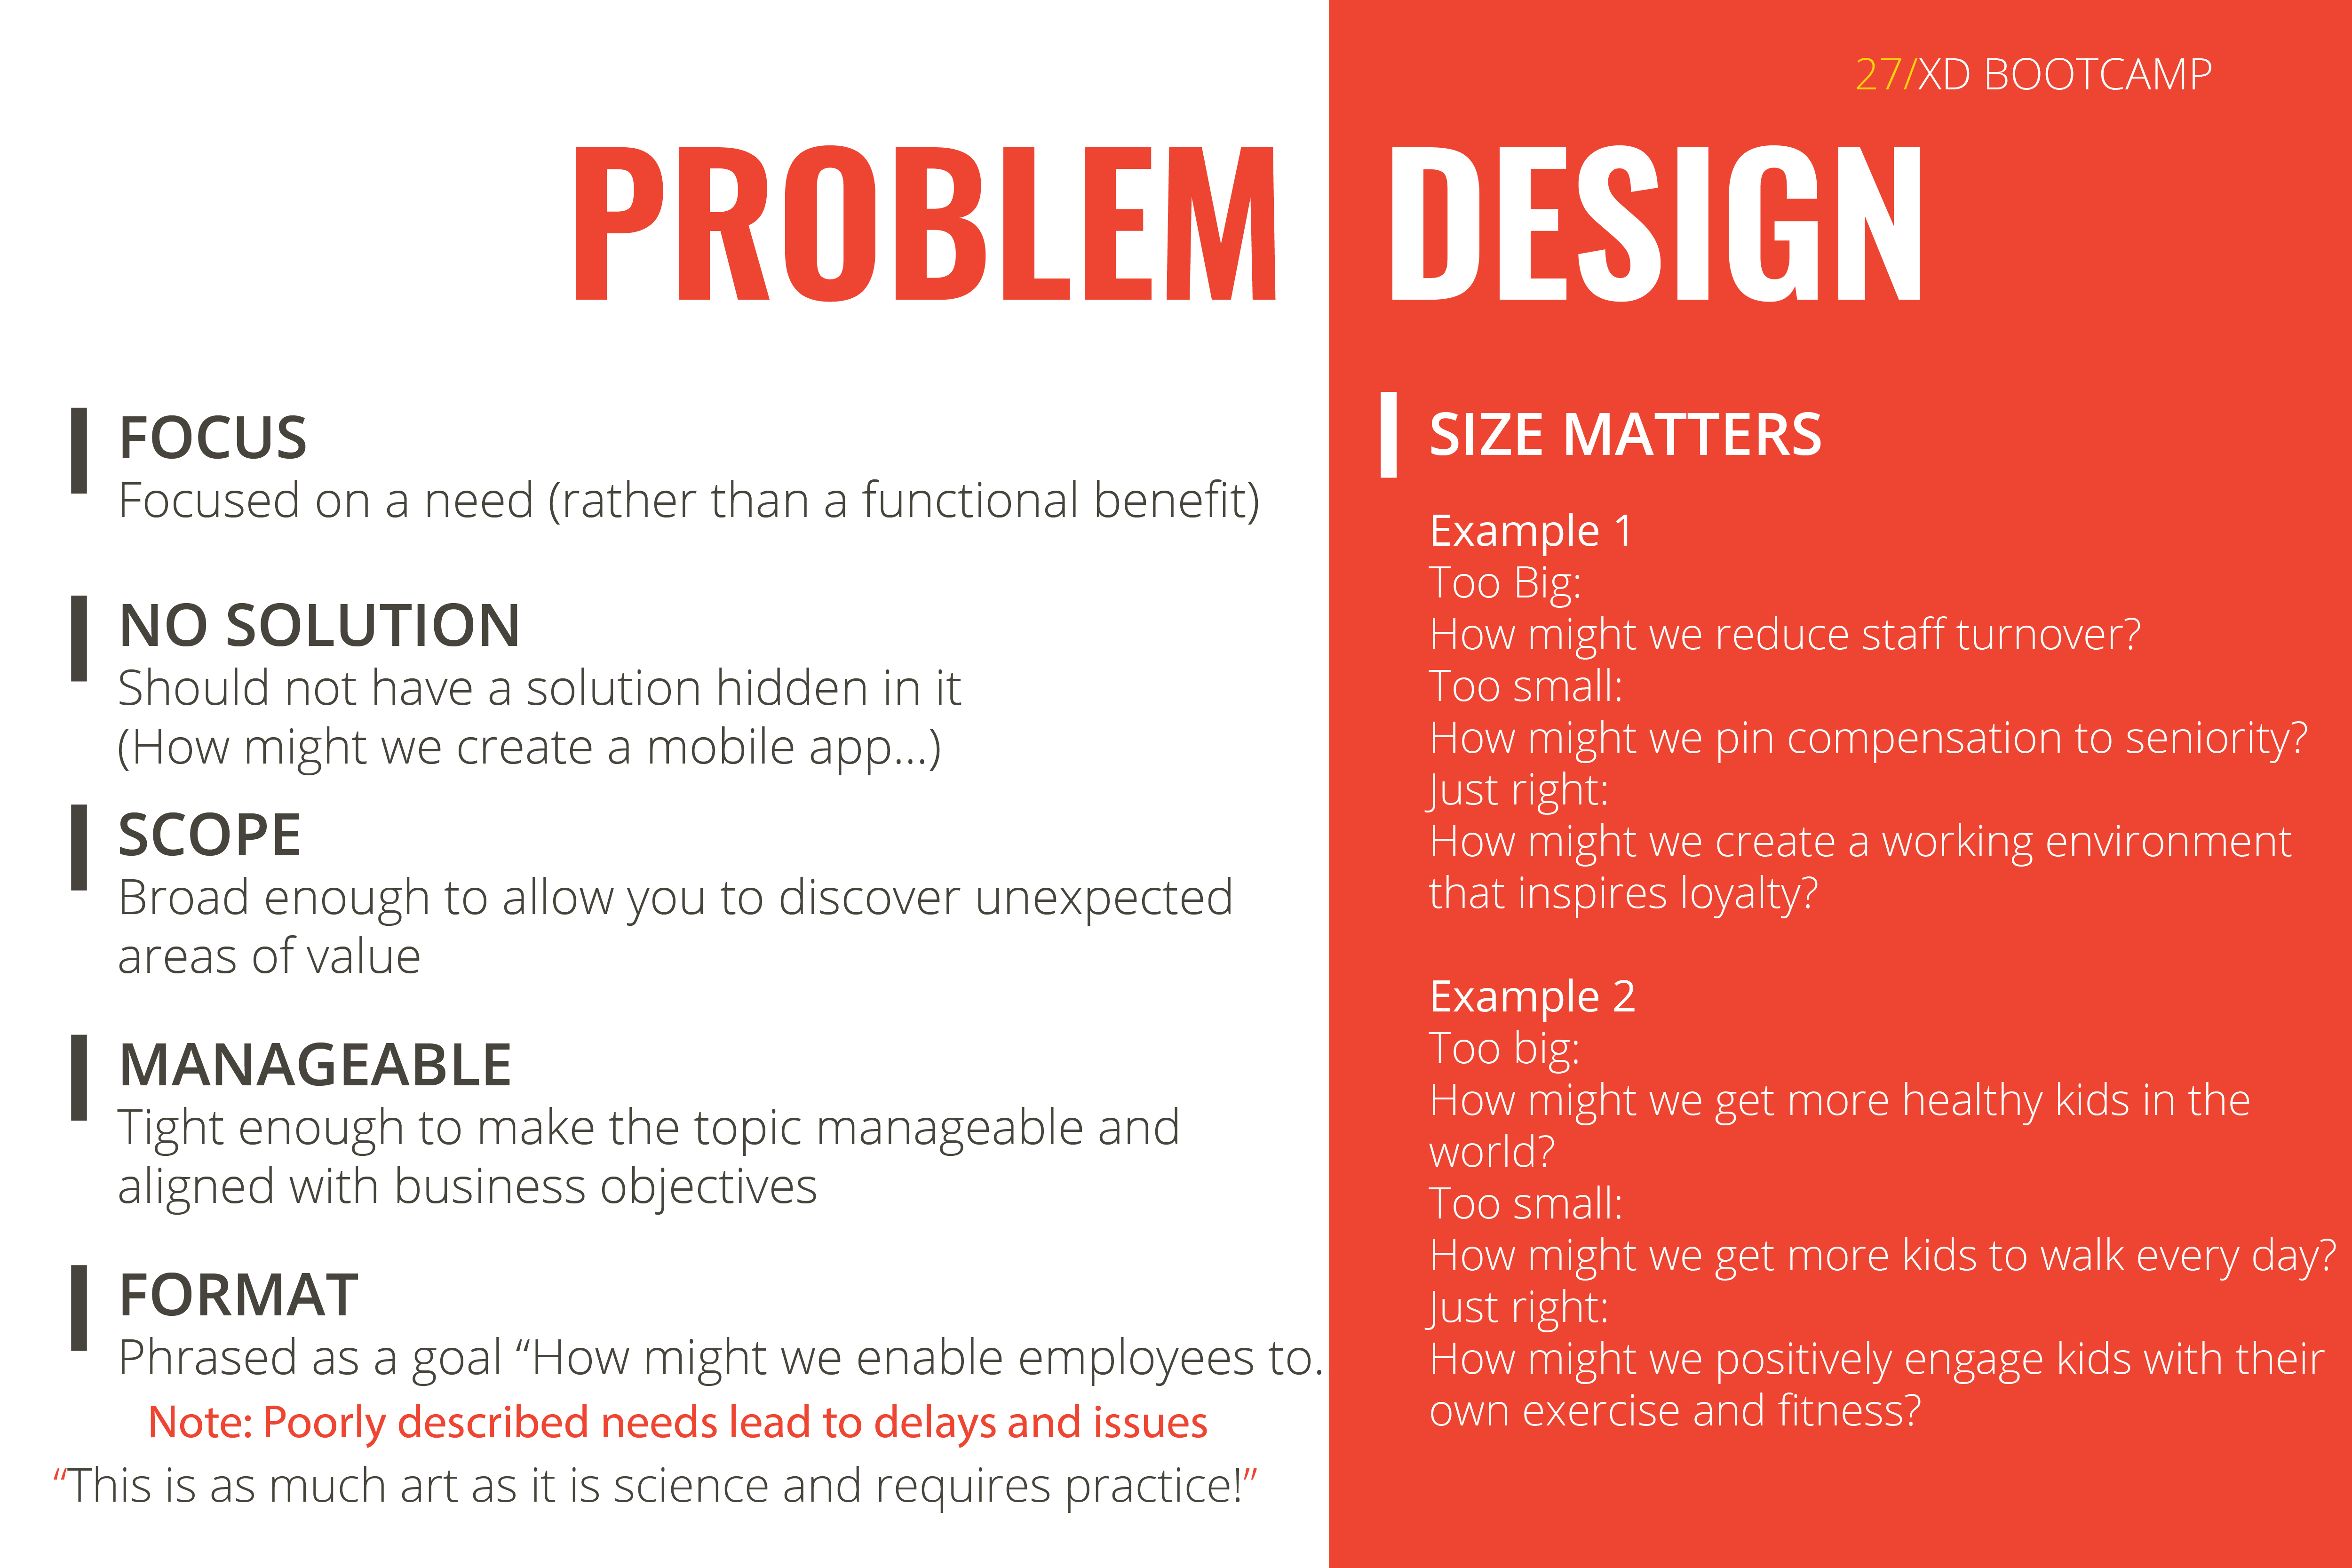 27/XD BOOTCAMP
PROBLEM DESIGN
FOCUS
Focused on a need (rather than a functional benefit)
NO SOLUTION
Should not have a solution hidden in it
(How might we create a mobile app...)
SCOPE
Broad enough to allow you to discover unexpected
areas of value
MANAGEABLE
Tight enough to make the topic manageable and
aligned with business objectives
FORMAT
Phrased as a goal “How might we enable employees to.
Note: Poorly described needs lead to delays and issues
“This is as much art as it is science and requires practice!”
SIZE MATTERS
Example 1
Too Big:
How might we reduce staff turnover?
Too small:
How might we pin compensation to seniority?
Just right:
How might we create a working environment
that inspires loyalty?
Example 2
Too big:
How might we get more healthy kids in the
world?
Too small:
How might we get more kids to walk every day?
Just right:
How might we positively engage kids with their
own exercise and fitness?